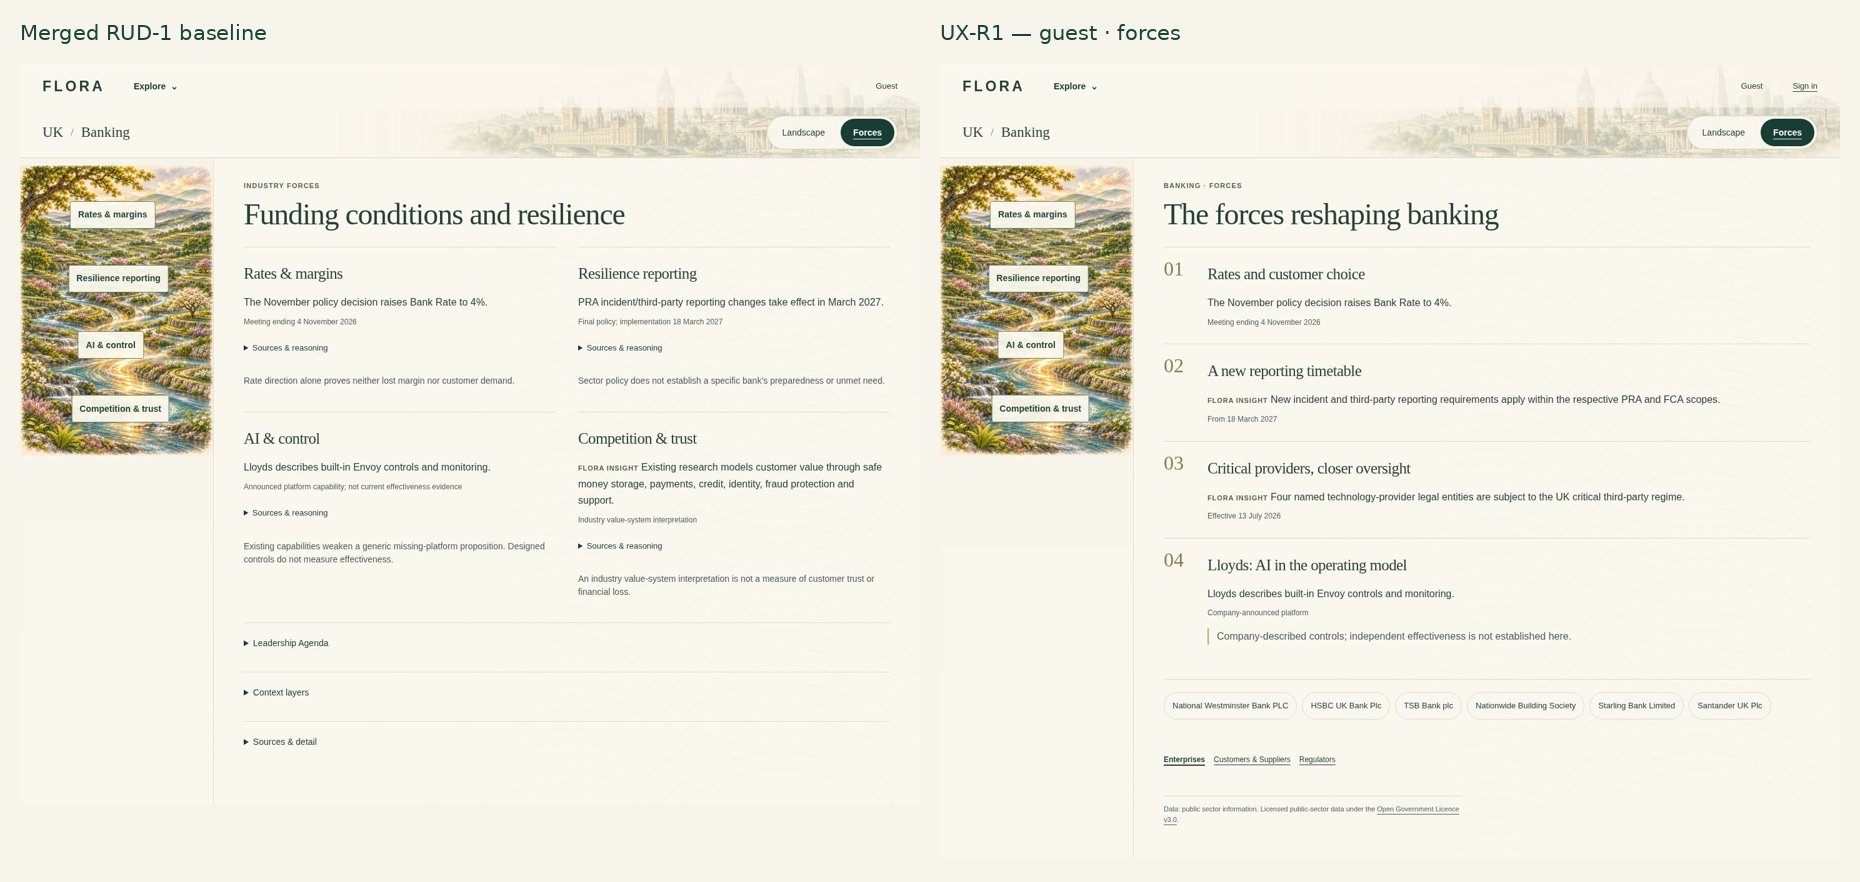 Merged RUD-1 baseline
FLORA
Explore
Guest
UK / Banking
Landscape
Forces
Rates & margins
Resilience reporting
AI & control
Competition & trust
INDUSTRY FORCES
Funding conditions and resilience
Rates & margins
The November policy decision raises Bank Rate to 4%.
Meeting ending 4 November 2026
Sources & reasoning
Rate direction alone proves neither lost margin nor customer demand.
Resilience reporting
PRA incident/third-party reporting changes take effect in March 2027.
Final policy; implementation 18 March 2027
Sources & reasoning
Sector policy does not establish a specific bank's preparedness or unmet need.
AI & control
Lloyds describes built-in Envoy controls and monitoring.
Announced platform capability; not current effectiveness evidence
Sources & reasoning
Existing capabilities weaken a generic missing-platform proposition. Designed
controls do not measure effectiveness.
Competition & trust
FLORA INSIGHT Existing research models customer value through safe
money storage, payments, credit, identity, fraud protection and
support.
Industry value-system interpretation
Sources & reasoning
An industry value-system interpretation is not a measure of customer trust or
financial loss.
Leadership Agenda
Context layers
Sources & detail
UX-R1 — guest · forces
FLORA
Explore
Guest
Sign in
UK / Banking
Landscape
Forces
Rates & margins
Resilience reporting
AI & control
Competition & trust
BANKING · FORCES
The forces reshaping banking
01
Rates and customer choice
The November policy decision raises Bank Rate to 4%.
Meeting ending 4 November 2026
02
A new reporting timetable
FLORA INSIGHT New incident and third-party reporting requirements apply within the respective PRA and FCA scopes.
From 18 March 2027
03
Critical providers, closer oversight
FLORA INSIGHT Four named technology-provider legal entities are subject to the UK critical third-party regime.
Effective 13 July 2026
04
Lloyds: AI in the operating model
Lloyds describes built-in Envoy controls and monitoring.
Company-announced platform
Company-described controls; independent effectiveness is not established here.
National Westminster Bank PLC
HSBC UK Bank Plc
TSB Bank plc
Nationwide Building Society
Starling Bank Limited
Santander UK Plc
Enterprises
Customers & Suppliers
Regulators
Data: public sector information. Licensed public-sector data under the Open Government Licence
v3.0.